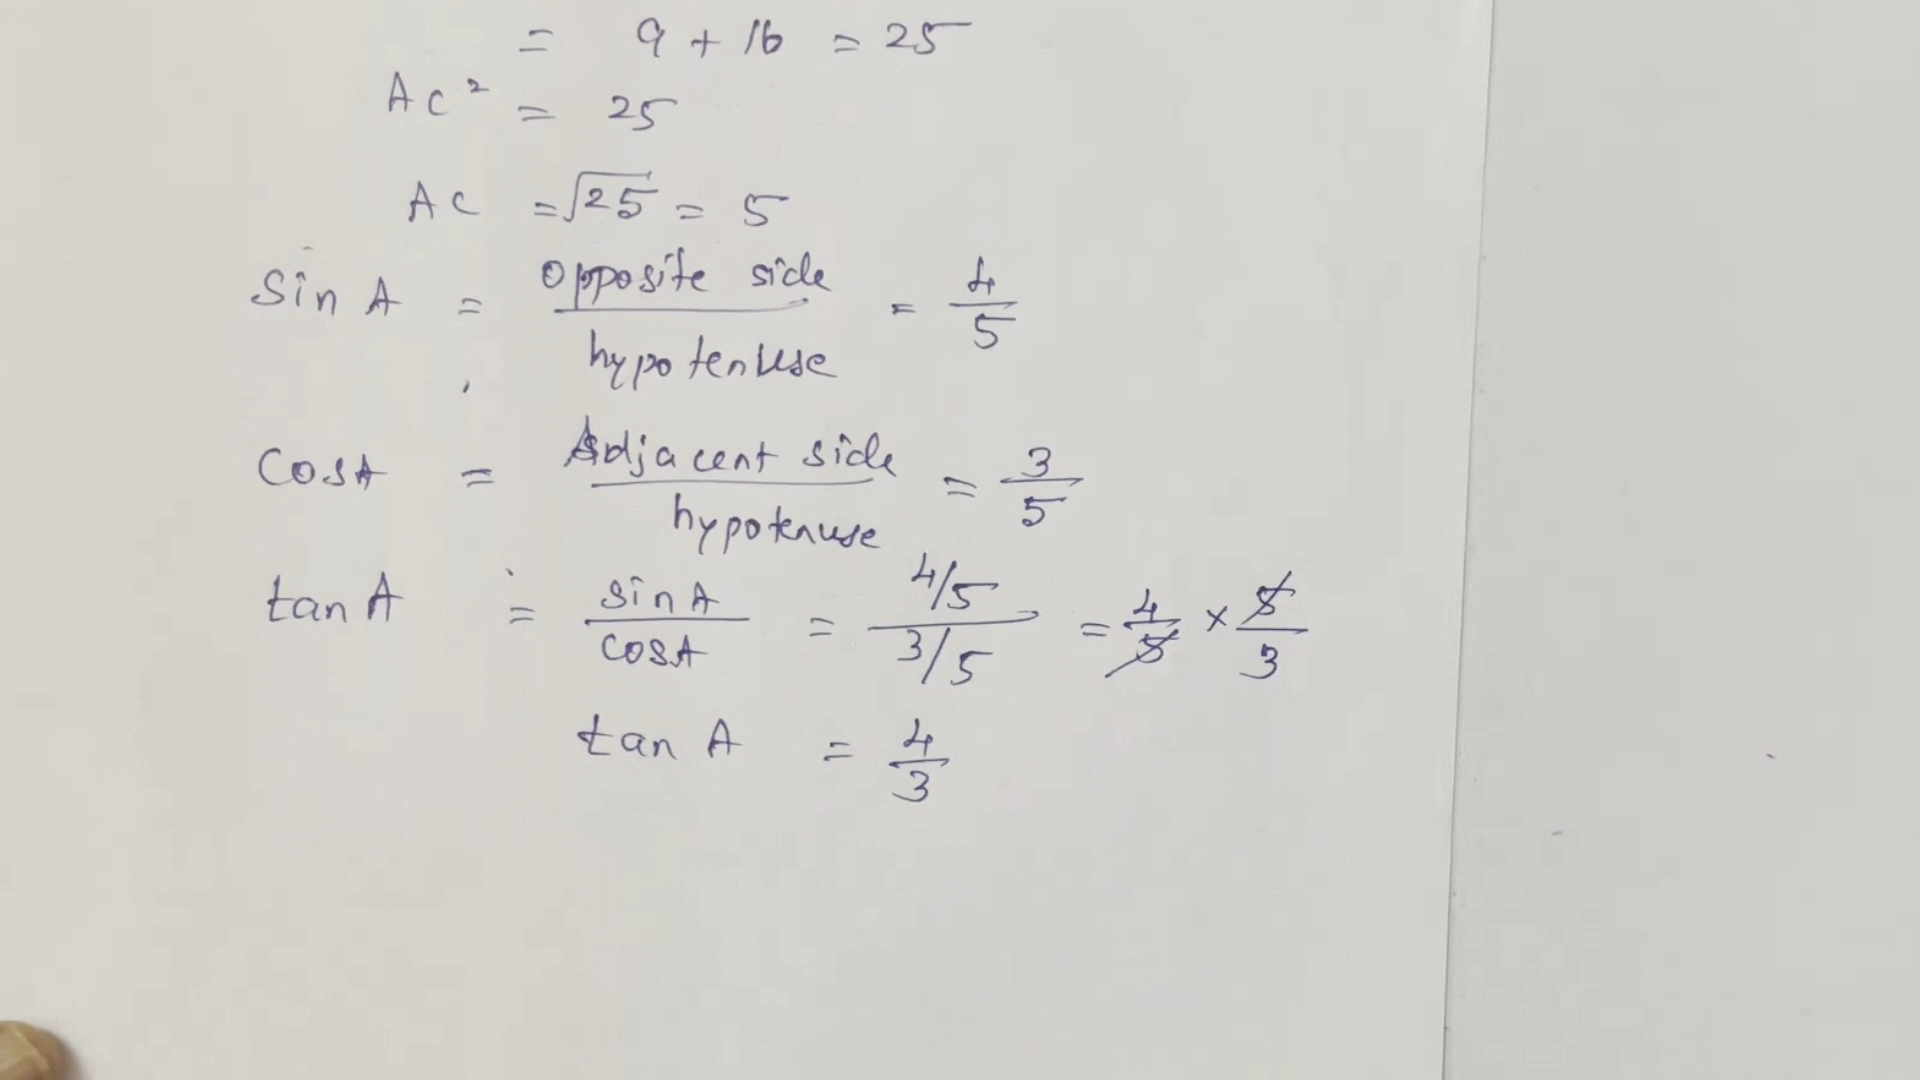 = 9 + 16 = 25
AC² = 25
AC = √25 = 5
Sin A = opposite side / hypotenuse = 4/5
CosA = Adjacent side / hypotenuse = 3/5
tan A = sinA / cosA = 4/5 / 3/5 = 4/5 × 5/3
tan A = 4/3